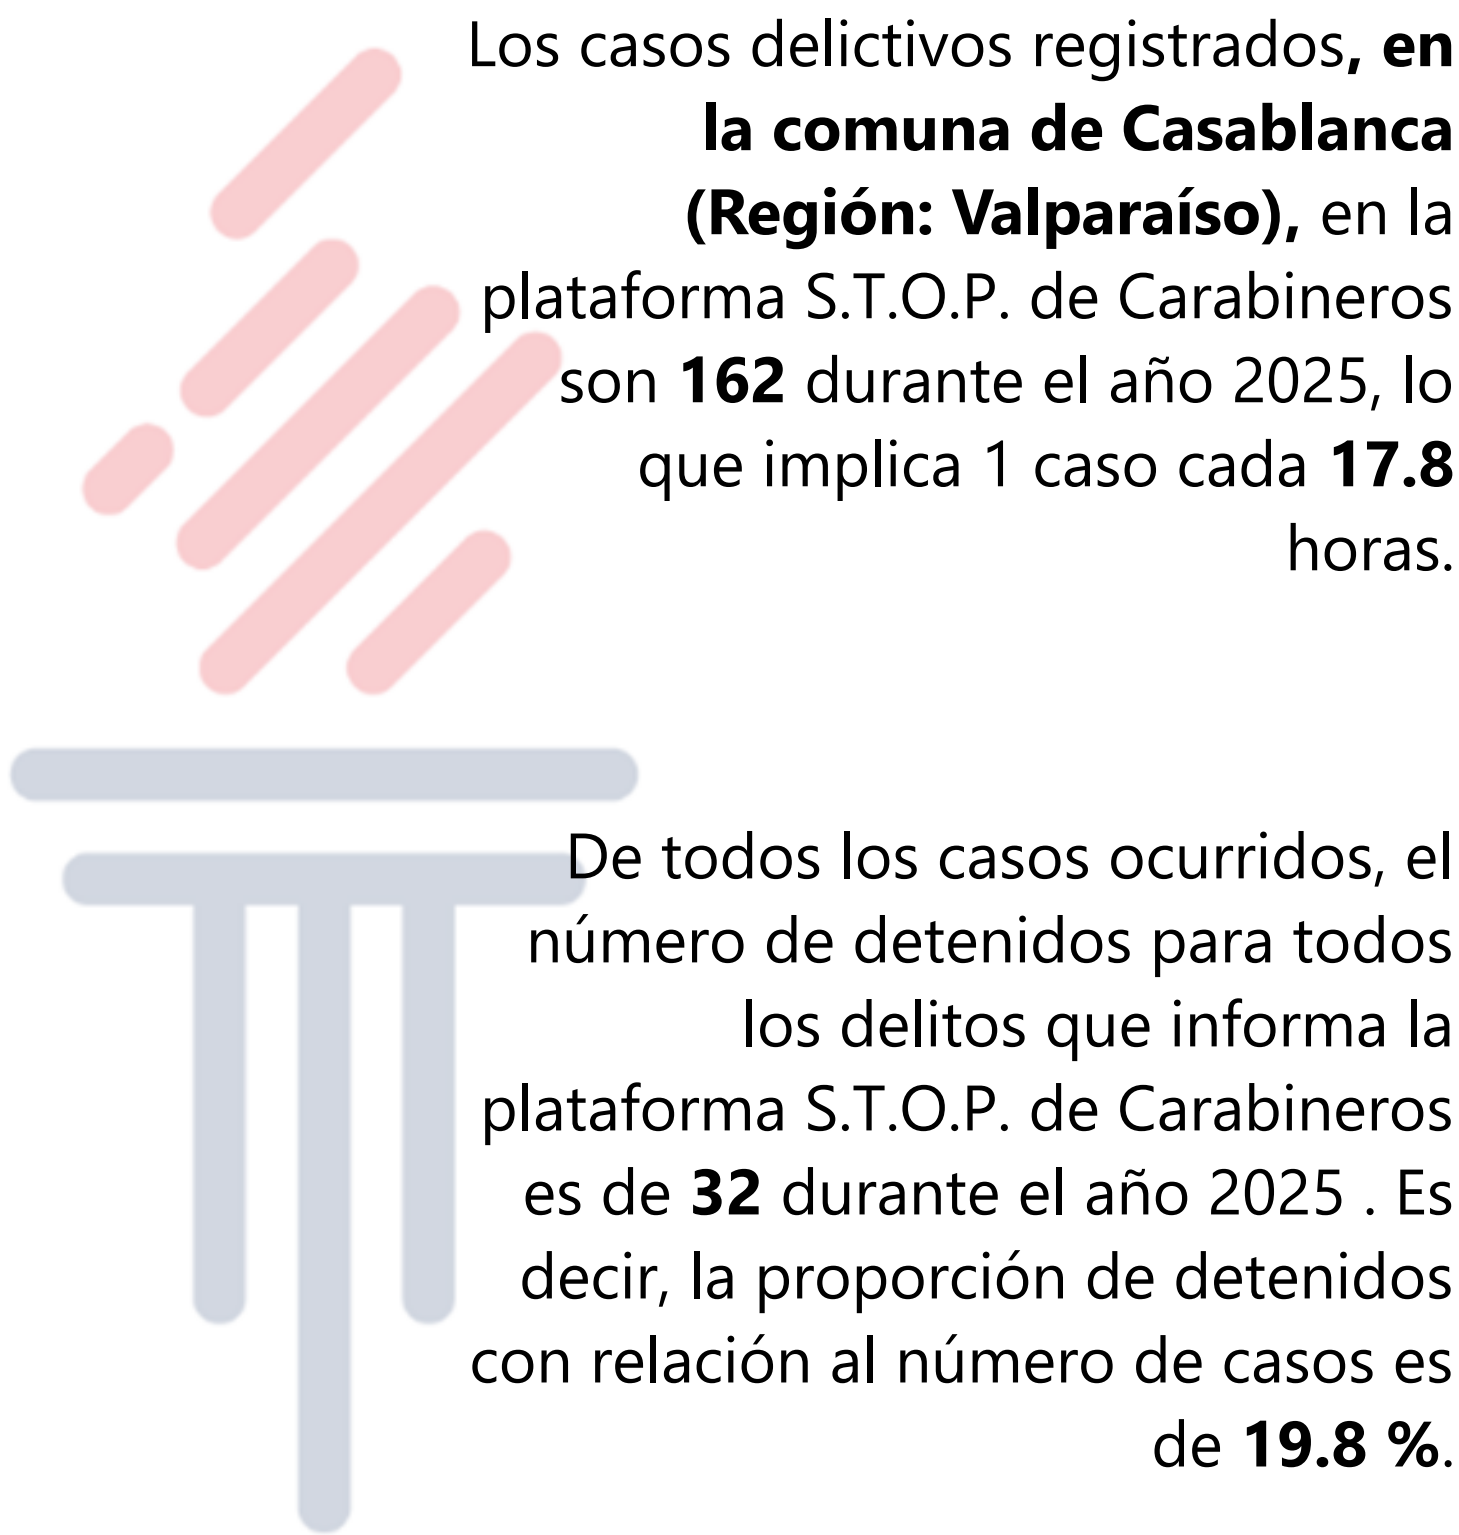 Los casos delictivos registrados, en
la comuna de Casablanca
(Región: Valparaíso), en la
plataforma S.T.O.P. de Carabineros
son 162 durante el año 2025, lo
que implica 1 caso cada 17.8
horas.
De todos los casos ocurridos, el
número de detenidos para todos
los delitos que informa la
plataforma S.T.O.P. de Carabineros
es de 32 durante el año 2025 . Es
decir, la proporción de detenidos
con relación al número de casos es
de 19.8 %.